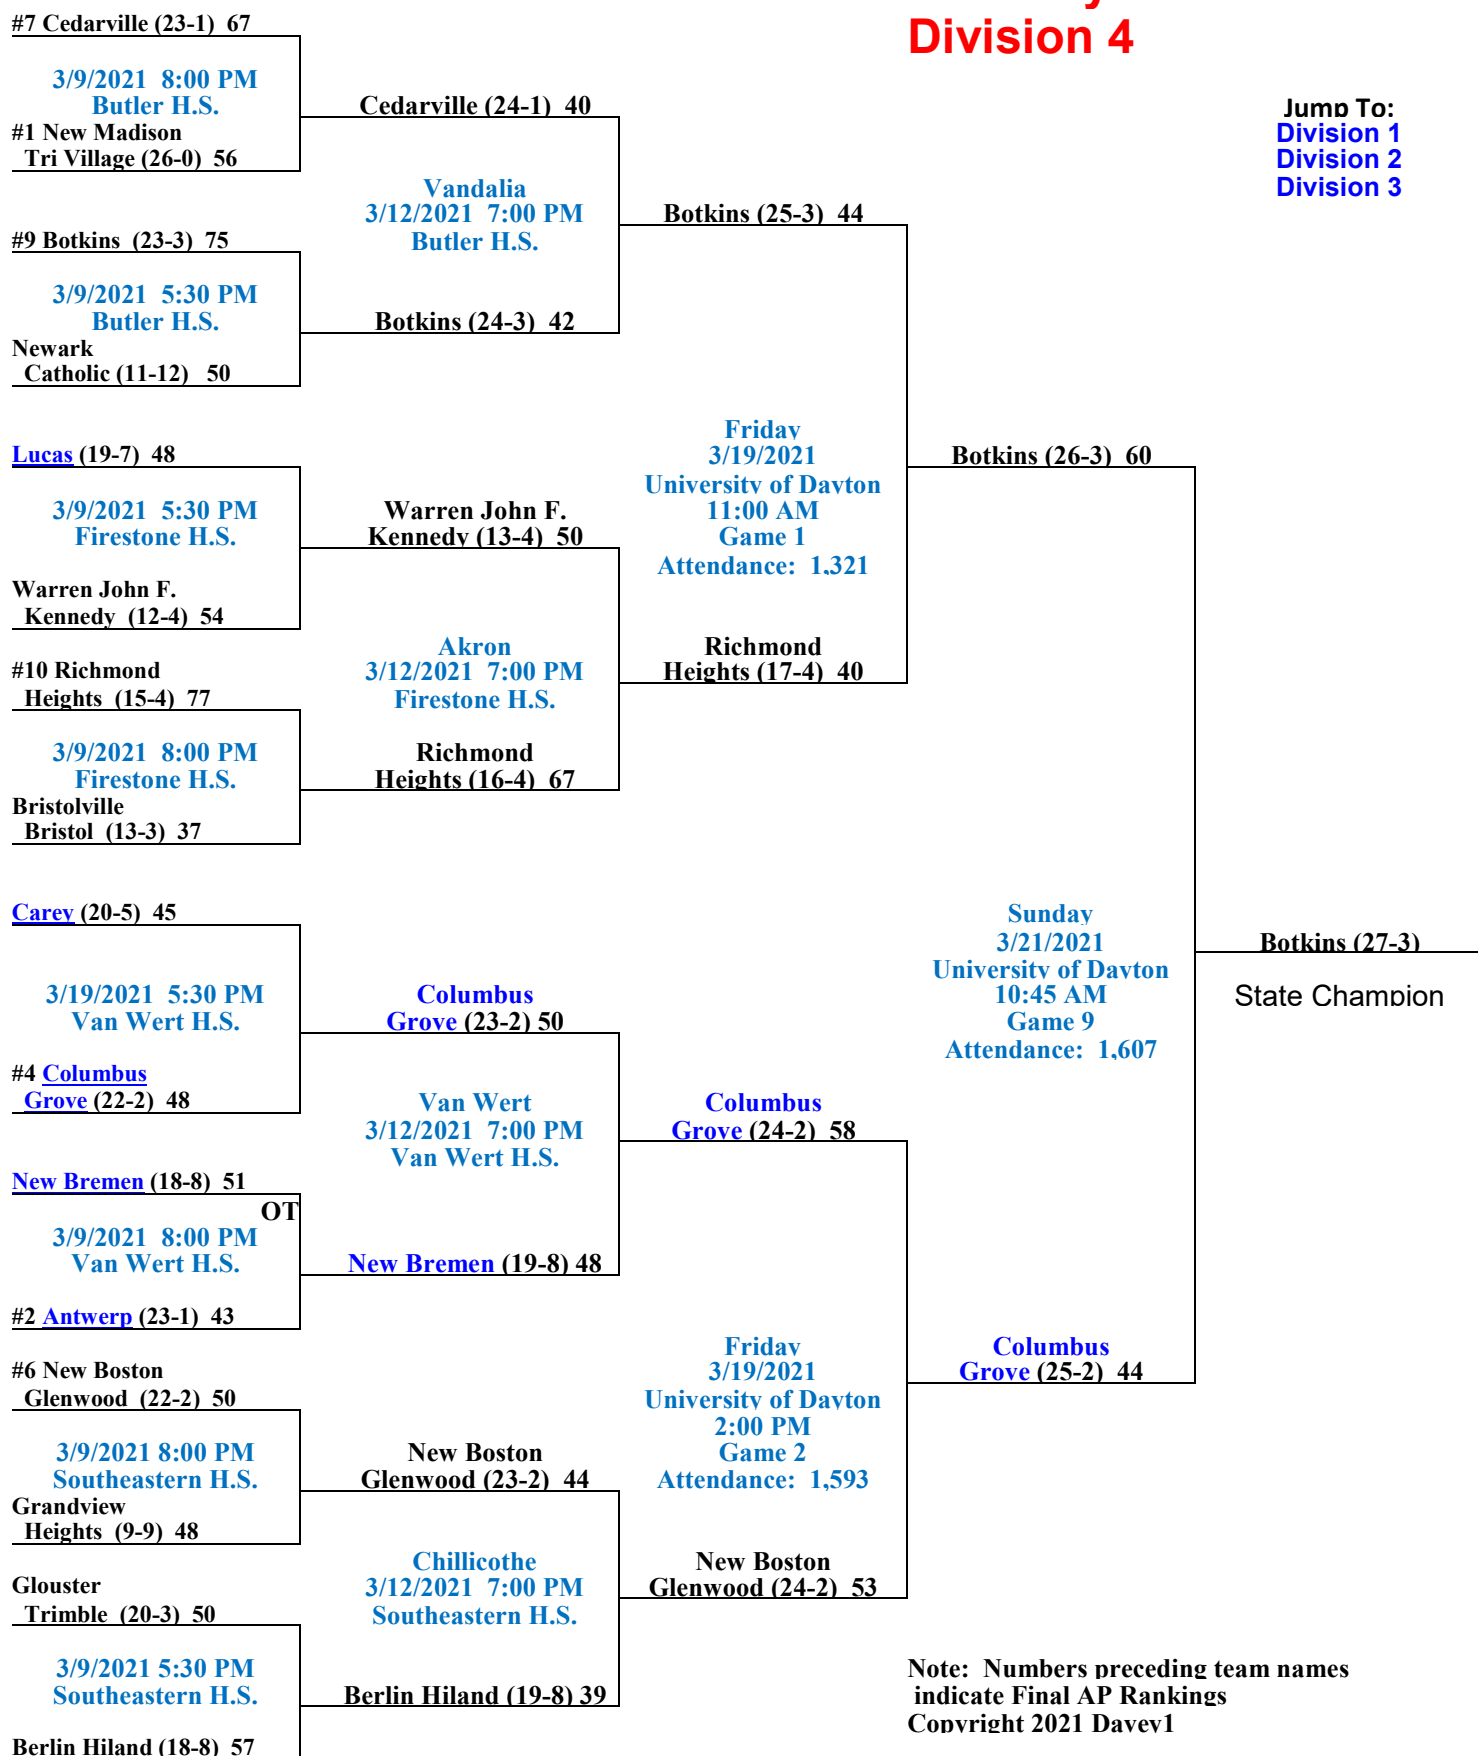 Division 4
Jump To:
Division 1
Division 2
Division 3
#7 Cedarville (23-1)  67
3/9/2021  8:00 PM
Butler H.S.
#1 New Madison
Tri Village (26-0)  56
#9 Botkins  (23-3)  75
3/9/2021  5:30 PM
Butler H.S.
Newark
Catholic (11-12)   50
Lucas (19-7)  48
3/9/2021  5:30 PM
Firestone H.S.
Warren John F.
Kennedy  (12-4)  54
#10 Richmond
Heights  (15-4)  77
3/9/2021  8:00 PM
Firestone H.S.
Bristolville
Bristol  (13-3)  37
Carey (20-5)  45
3/19/2021  5:30 PM
Van Wert H.S.
#4 Columbus
Grove (22-2)  48
New Bremen (18-8)  51
OT
3/9/2021  8:00 PM
Van Wert H.S.
#2 Antwerp (23-1)  43
#6 New Boston
Glenwood  (22-2)  50
3/9/2021 8:00 PM
Southeastern H.S.
Grandview
Heights  (9-9)  48
Glouster
Trimble  (20-3)  50
3/9/2021 5:30 PM
Southeastern H.S.
Berlin Hiland (18-8)  57
Cedarville (24-1)  40
Vandalia
3/12/2021  7:00 PM
Butler H.S.
Botkins (24-3)  42
Warren John F.
Kennedy (13-4)  50
Akron
3/12/2021  7:00 PM
Firestone H.S.
Richmond
Heights (16-4)  67
Columbus
Grove (23-2) 50
Van Wert
3/12/2021  7:00 PM
Van Wert H.S.
New Bremen (19-8) 48
New Boston
Glenwood (23-2)  44
Chillicothe
3/12/2021  7:00 PM
Southeastern H.S.
Berlin Hiland (19-8) 39
Botkins (25-3)  44
Friday
3/19/2021
University of Dayton
11:00 AM
Game 1
Attendance:  1,321
Richmond
Heights (17-4)  40
Columbus
Grove (24-2)  58
Friday
3/19/2021
University of Dayton
2:00 PM
Game 2
Attendance:  1,593
New Boston
Glenwood (24-2)  53
Botkins (26-3)  60
Sunday
3/21/2021
University of Dayton
10:45 AM
Game 9
Attendance:  1,607
Columbus
Grove (25-2)  44
Botkins (27-3)
State Champion
Note:  Numbers preceding team names
indicate Final AP Rankings
Copyright 2021 Davey1